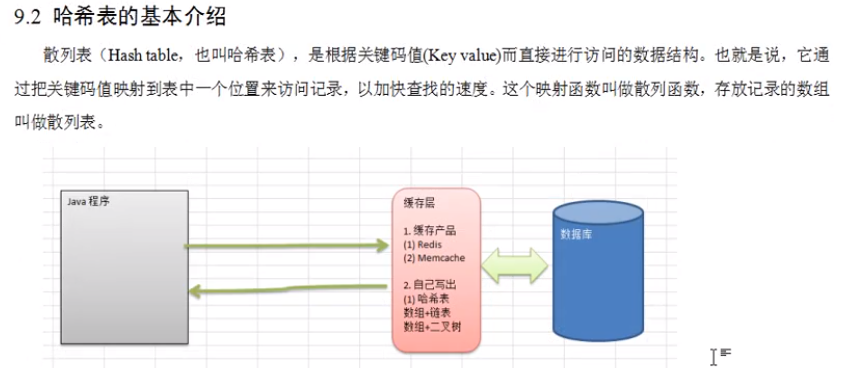 9.2 哈希表的基本介绍
散列表（Hash table，也叫哈希表），是根据关键码值(Key value)而直接进行访问的数据结构。也就是说，它通
过把关键码值映射到表中一个位置来访问记录，以加快查找的速度。这个映射函数叫做散列函数，存放记录的数组
叫做散列表。
Java 程序
缓存层
1. 缓存产品
(1) Redis
(2) Memcache
2. 自己写出
(1) 哈希表
数组+链表
数组+二叉树
数据库